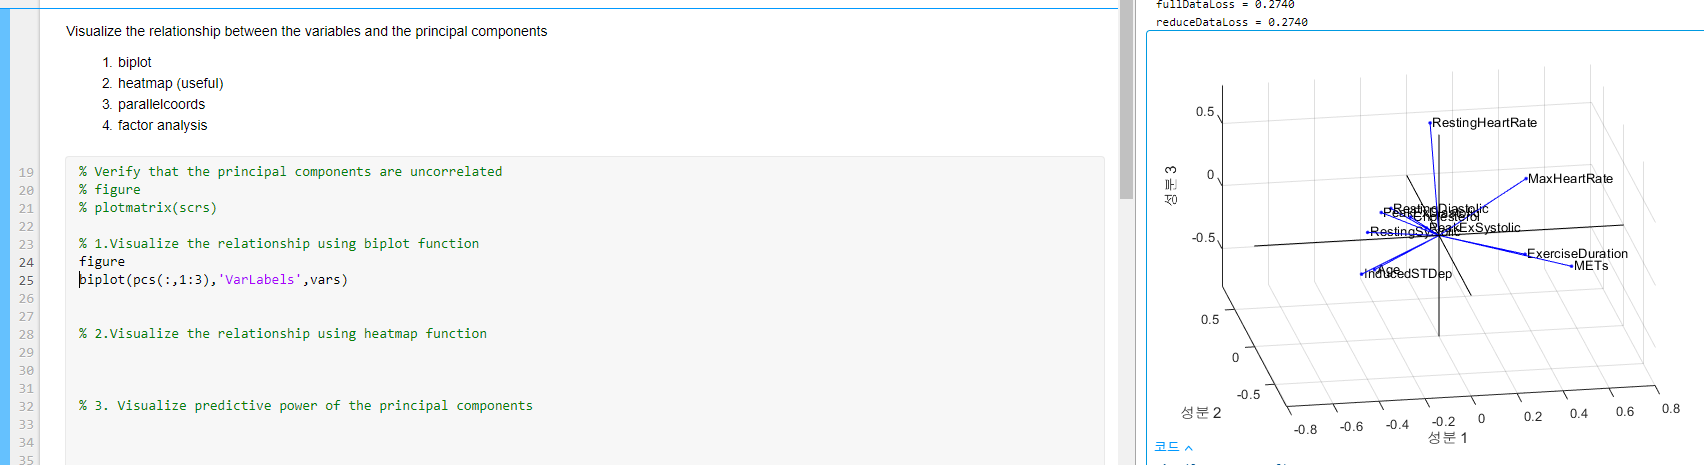 fullDataLoss = 0.2740
reduceDataLoss = 0.2740
Visualize the relationship between the variables and the principal components
1. biplot
2. heatmap (useful)
3. parallelcoords
4. factor analysis
19 % Verify that the principal components are uncorrelated
20 % figure
21 % plotmatrix(scrs)
22
23 % 1.Visualize the relationship using biplot function
24 figure
25 biplot(pcs(:,1:3),'VarLabels',vars)
26
27
28 % 2.Visualize the relationship using heatmap function
29
30
31
32 % 3. Visualize predictive power of the principal components
33
34
35
0.5
0
-0.5
성분 3
RestingHeartRate
MaxHeartRate
RestingDiastolic
Cholesterol
PeakExSystolic
RestingSystolic
ExerciseDuration
METs
Age
InducedSTDep
0.5
0
-0.5
성분 2
-0.8 -0.6 -0.4 -0.2 0 0.2 0.4 0.6 0.8
성분 1
코드